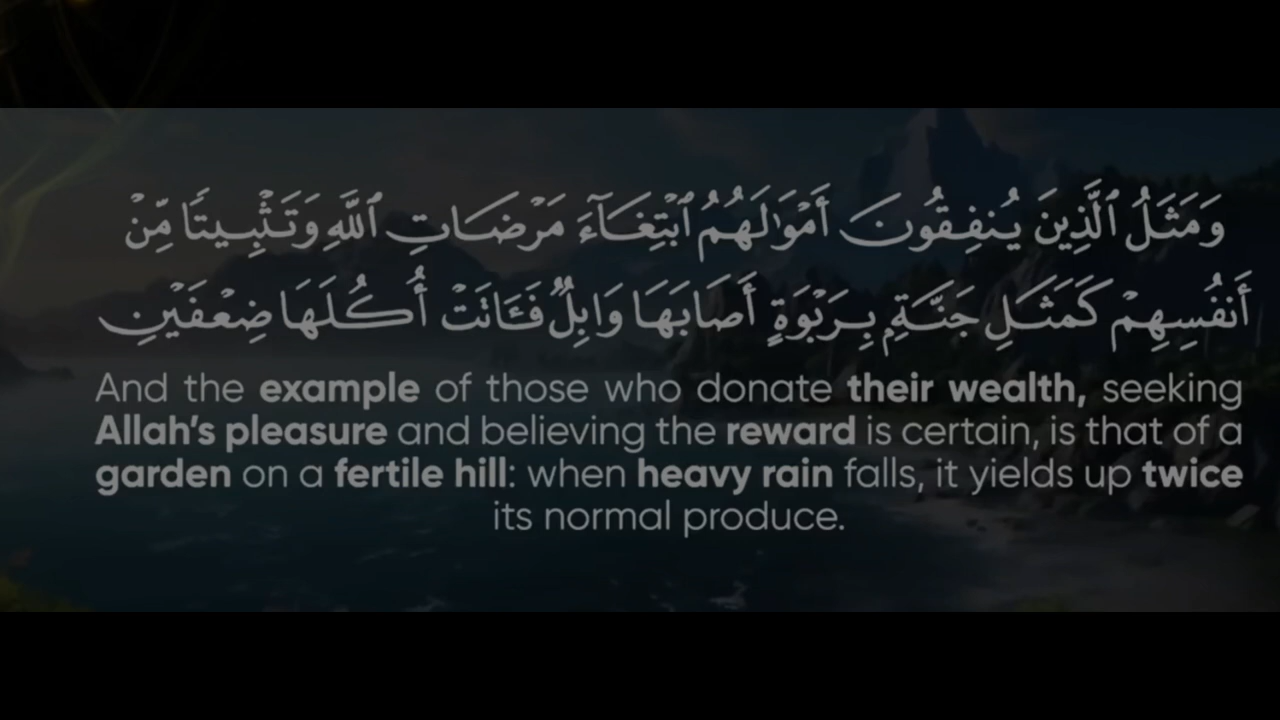 وَمَثَلُ ٱلَّذِينَ يُنفِقُونَ أَمْوَٰلَهُمُ ٱبْتِغَآءَ مَرْضَاتِ ٱللَّهِ وَتَثْبِيتًا مِّنْ
أَنفُسِهِمْ كَمَثَلِ جَنَّةٍۭ بِرَبْوَةٍ أَصَابَهَا وَابِلٌ فَـَٔاتَتْ أُكُلَهَا ضِعْفَيْنِ
And the example of those who donate their wealth, seeking
Allah's pleasure and believing the reward is certain, is that of a
garden on a fertile hill: when heavy rain falls, it yields up twice
its normal produce.